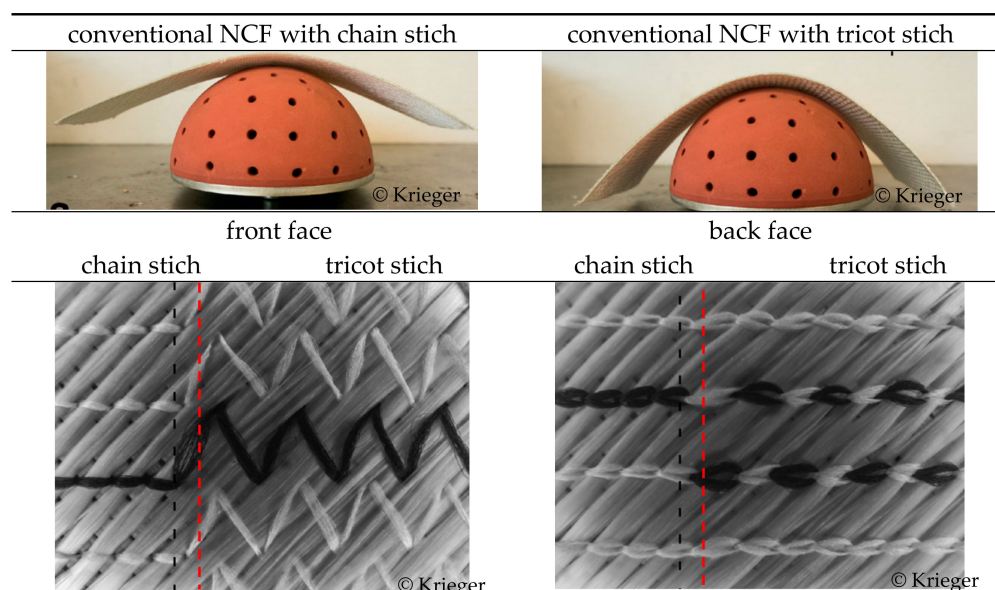 conventional NCF with chain stich
conventional NCF with tricot stich
© Krieger
© Krieger
front face
back face
chain stich
tricot stich
chain stich
tricot stich
© Krieger
© Krieger